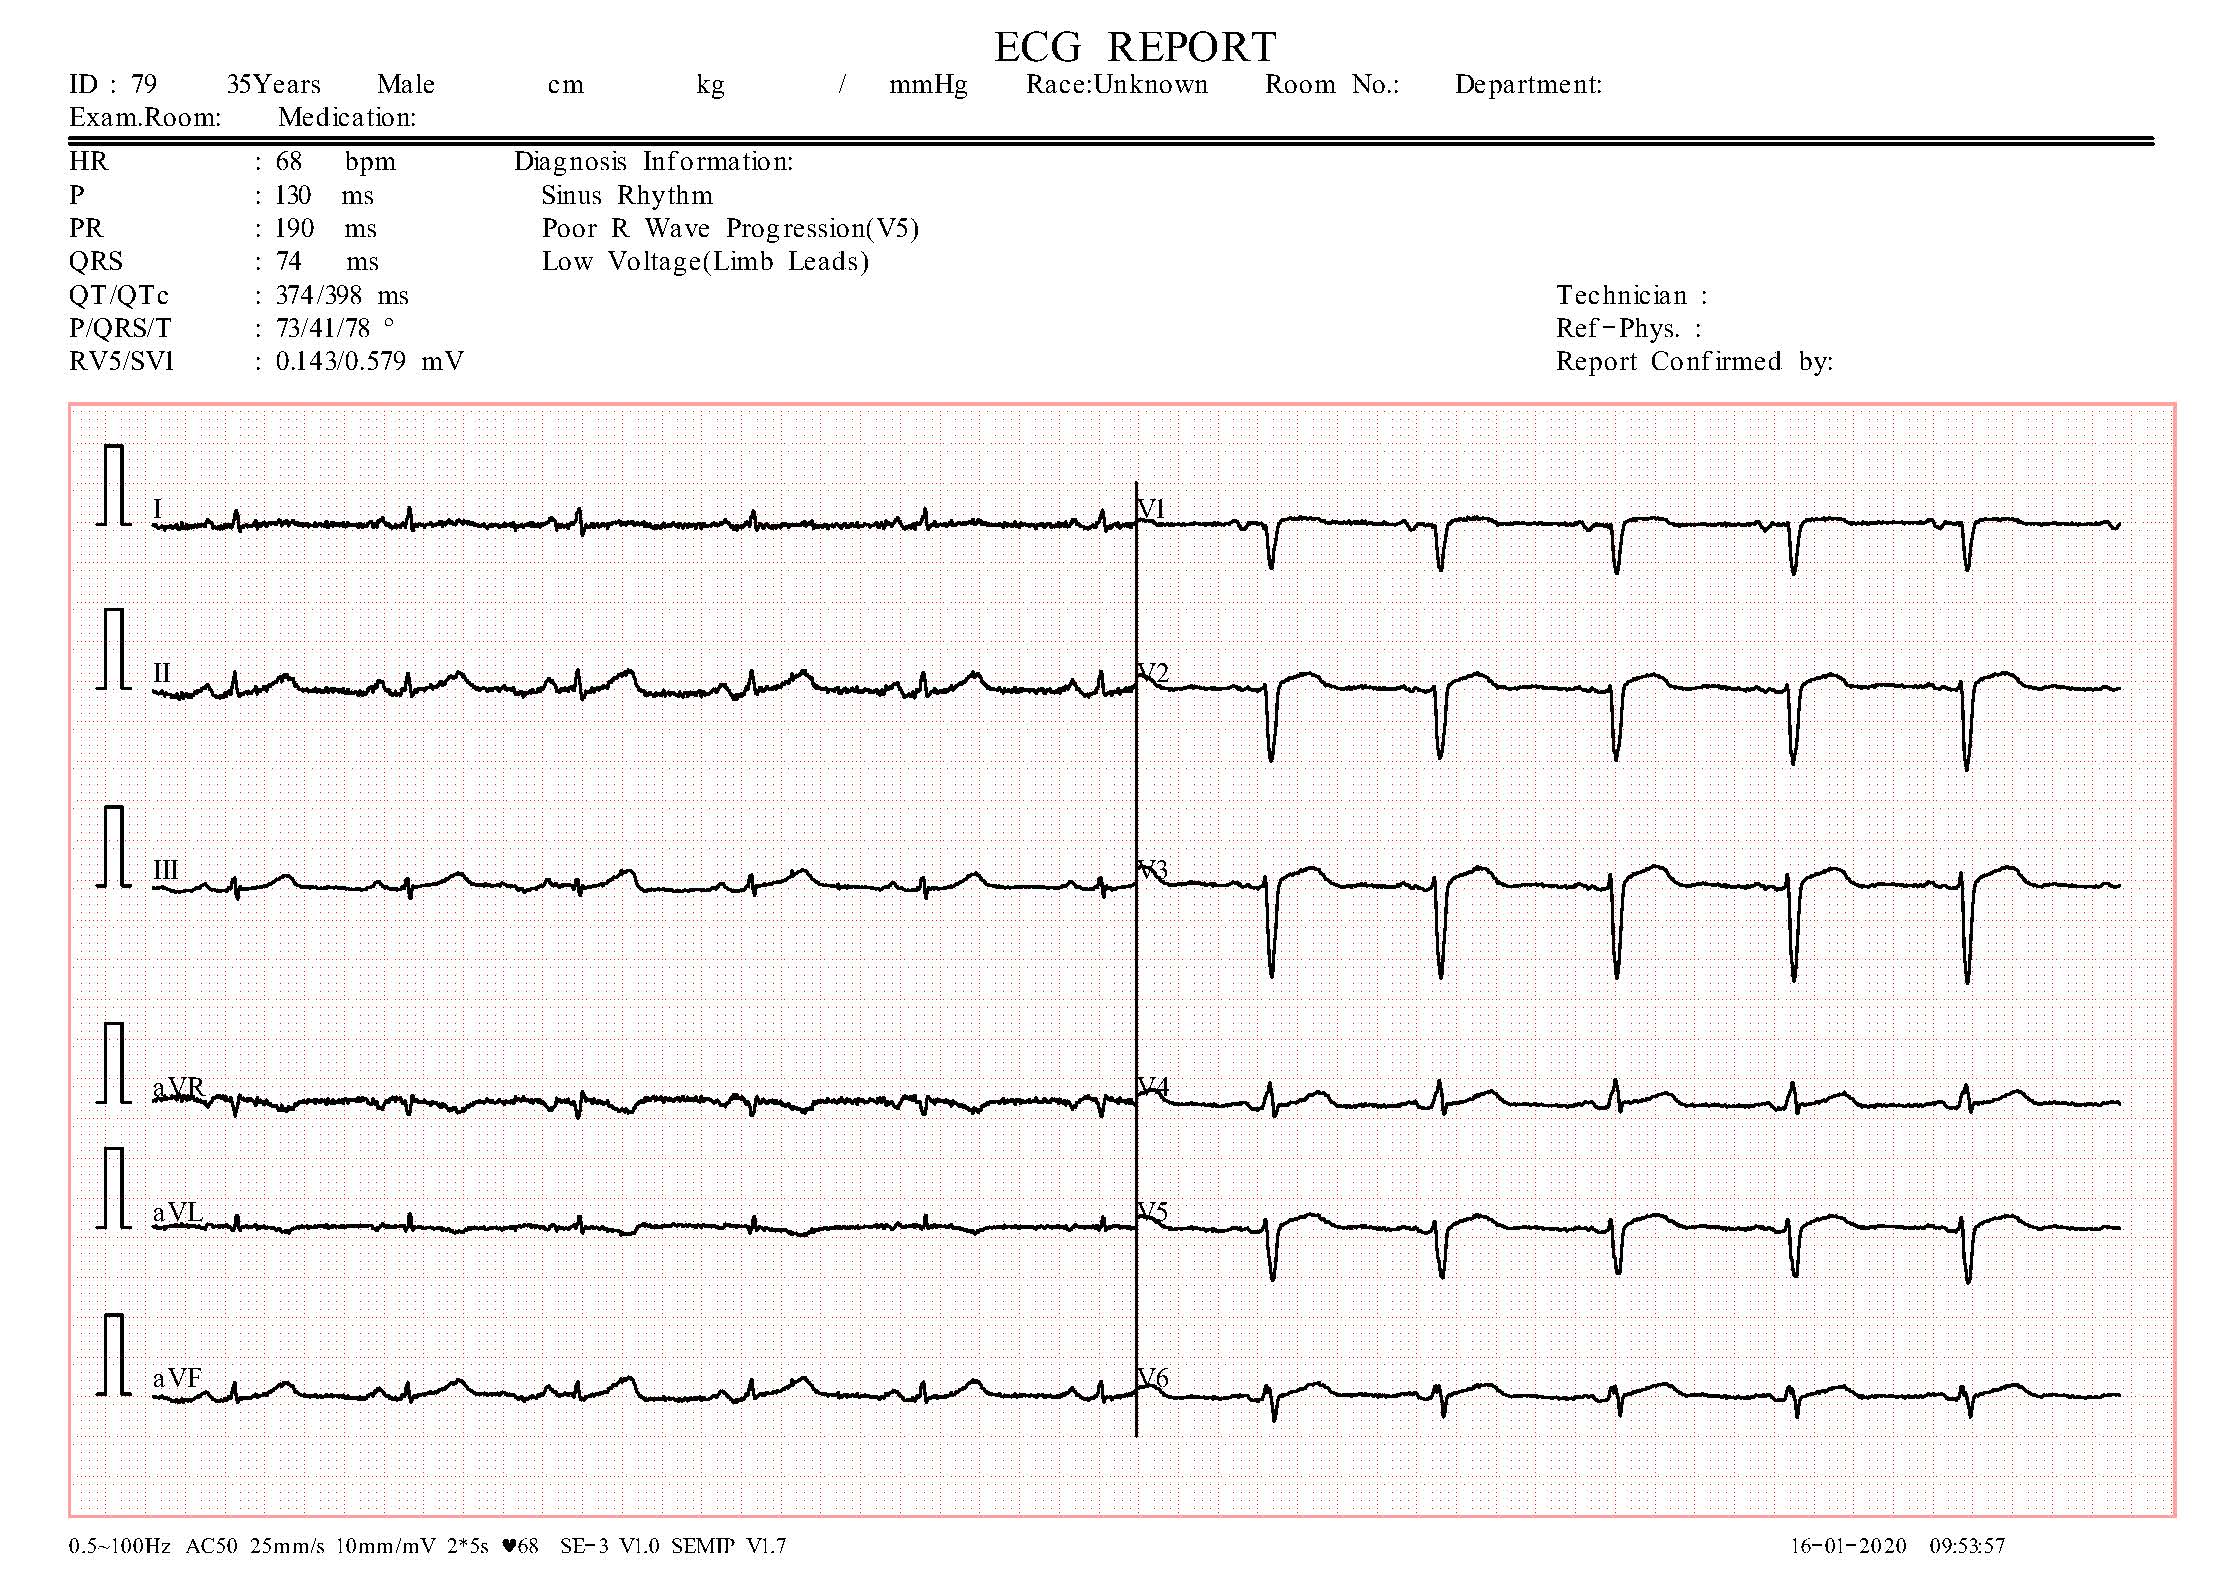 ECG REPORT
ID : 79 35Years Male cm kg / mmHg Race:Unknown Room No.: Department:
Exam.Room: Medication:
HR : 68 bpm Diagnosis Information:
P : 130 ms Sinus Rhythm
PR : 190 ms Poor R Wave Progression(V5)
QRS : 74 ms Low Voltage(Limb Leads)
QT/QTc : 374/398 ms Technician :
P/QRS/T : 73/41/78 ° Ref-Phys. :
RV5/SV1 : 0.143/0.579 mV Report Confirmed by:
I V1
II V2
III V3
aVR V4
aVL V5
aVF V6
0.5~100Hz AC50 25mm/s 10mm/mV 2*5s ♥68 SE-3 V1.0 SEMIP V1.7 16-01-2020 09:53:57